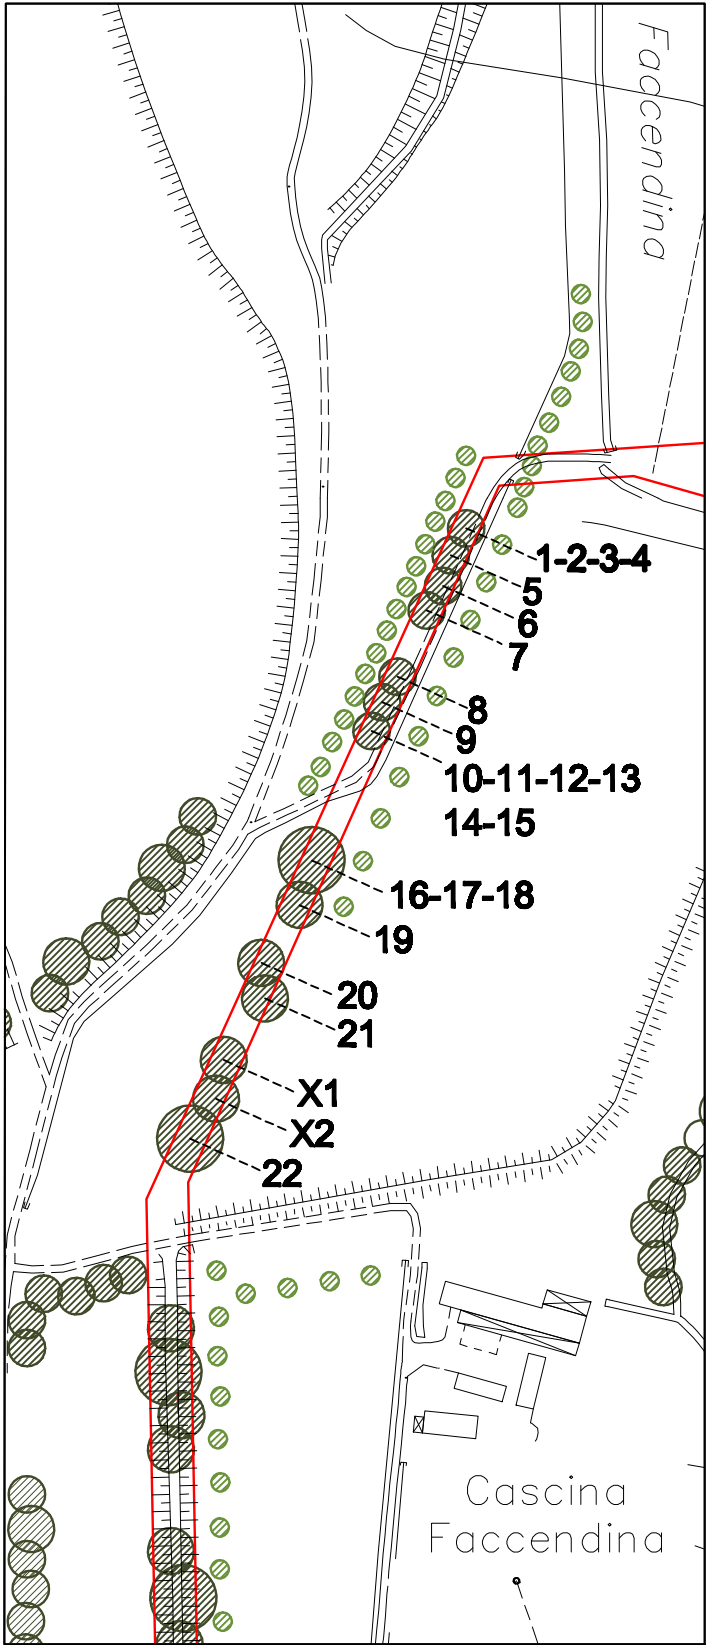 Faccendina
1-2-3-4
5
6
7
8
9
10-11-12-13
14-15
16-17-18
19
20
21
X1
X2
22
Cascina
Faccendina